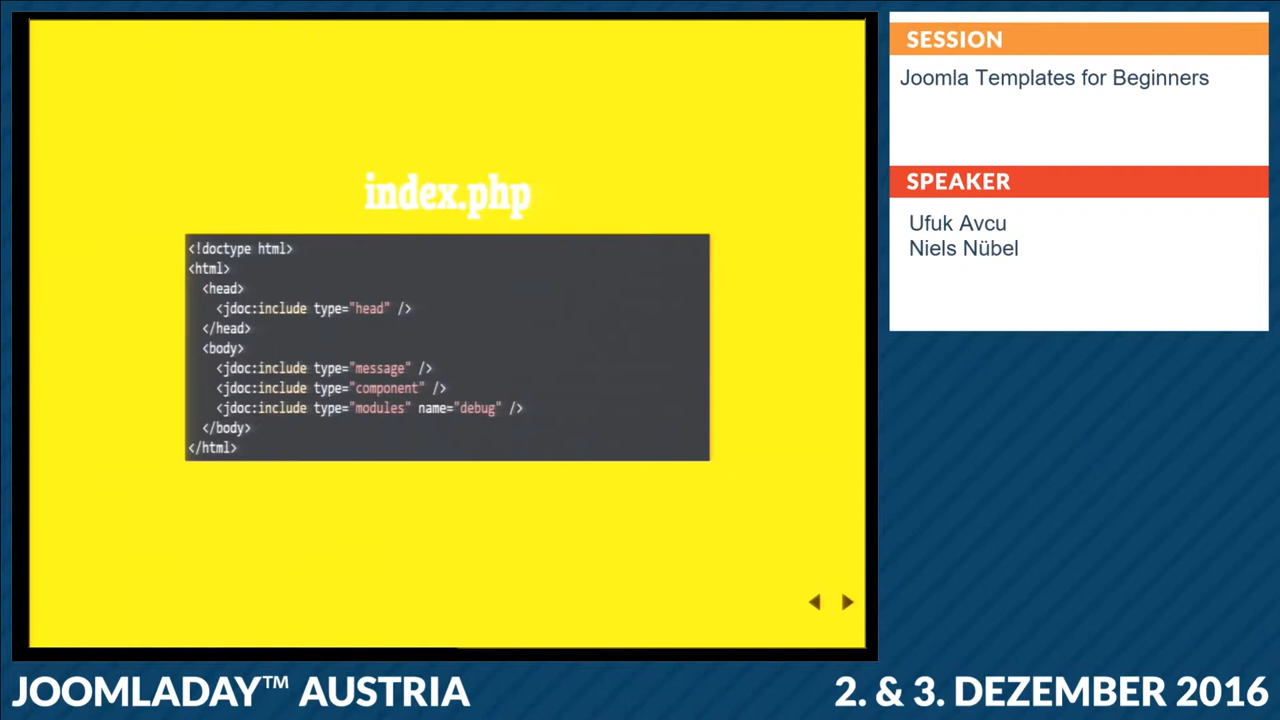 index.php
<!doctype html>
<html>
<head>
<jdoc:include type="head" />
</head>
<body>
<jdoc:include type="message" />
<jdoc:include type="component" />
<jdoc:include type="modules" name="debug" />
</body>
</html>
SESSION
Joomla Templates for Beginners
SPEAKER
Ufuk Avcu
Niels Nübel
JOOMLADAY™ AUSTRIA
2. & 3. DEZEMBER 2016